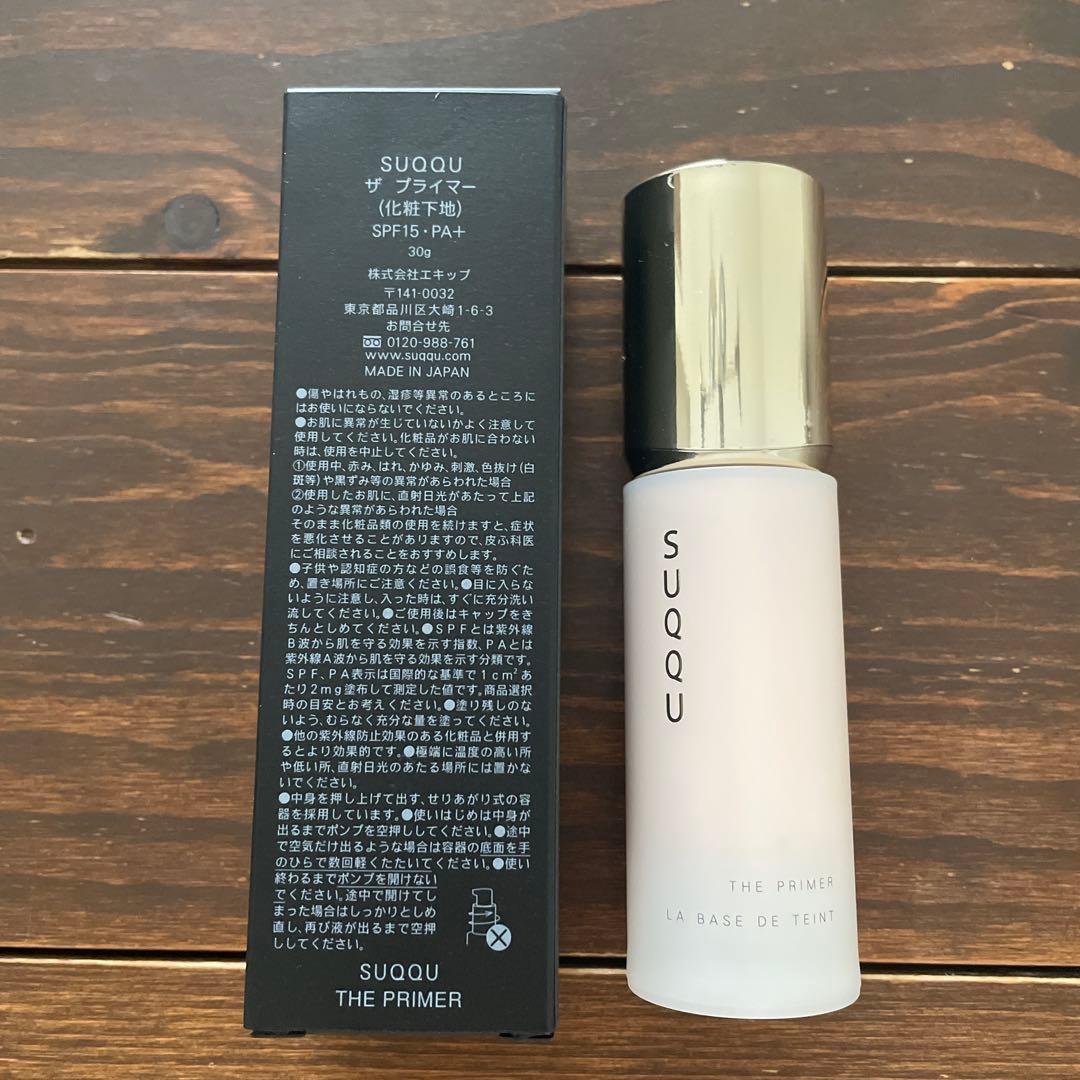 SUQQU
ザ プライマー
(化粧下地)
SPF15・PA+
30g
株式会社エキップ
〒141-0032
東京都品川区大崎1-6-3
お問合せ先
0120-988-761
www.suqqu.com
MADE IN JAPAN
●傷やはれもの、湿疹等異常のあるところに
はお使いにならないでください。
●お肌に異常が生じていないかよく注意して
使用してください。化粧品がお肌に合わない
時は、使用を中止してください。
①使用中、赤み、はれ、かゆみ、刺激、色抜け(白
斑等)や黒ずみ等の異常があらわれた場合
②使用したお肌に、直射日光があたって上記
のような異常があらわれた場合
そのまま化粧品類の使用を続けますと、症状
を悪化させることがありますので、皮ふ科医
にご相談されることをおすすめします。
●子供や認知症の方などの誤食等を防ぐた
め、置き場所にご注意ください。●目に入らな
いように注意し、入った時は、すぐに充分洗い
流してください。●ご使用後はキャップをき
ちんとしめてください。●SPFとは紫外線
B波から肌を守る効果を示す指数、PAとは
紫外線A波から肌を守る効果を示す分類です。
SPF、PA表示は国際的な基準で1cm²あ
たり2mg塗布して測定した値です。商品選択
時の目安とお考えください。●塗り残しのな
いよう、むらなく充分な量を塗ってください。
●他の紫外線防止効果のある化粧品と併用す
るとより効果的です。●極端に温度の高い所
や低い所、直射日光のあたる場所には置かな
いでください。
●中身を押し上げて出す、せりあがり式の容
器を採用しています。●使いはじめは中身が
出るまでポンプを空押ししてください。●途中
で空気だけ出るような場合は容器の底面を手
のひらで数回軽くたたいてください。●使い
終わるまでポンプを開けない
でください。途中で開けてし
まった場合はしっかりとしめ
直し、再び液が出るまで空押
ししてください。
SUQQU
THE PRIMER
SUQQU
THE PRIMER
LA BASE DE TEINT